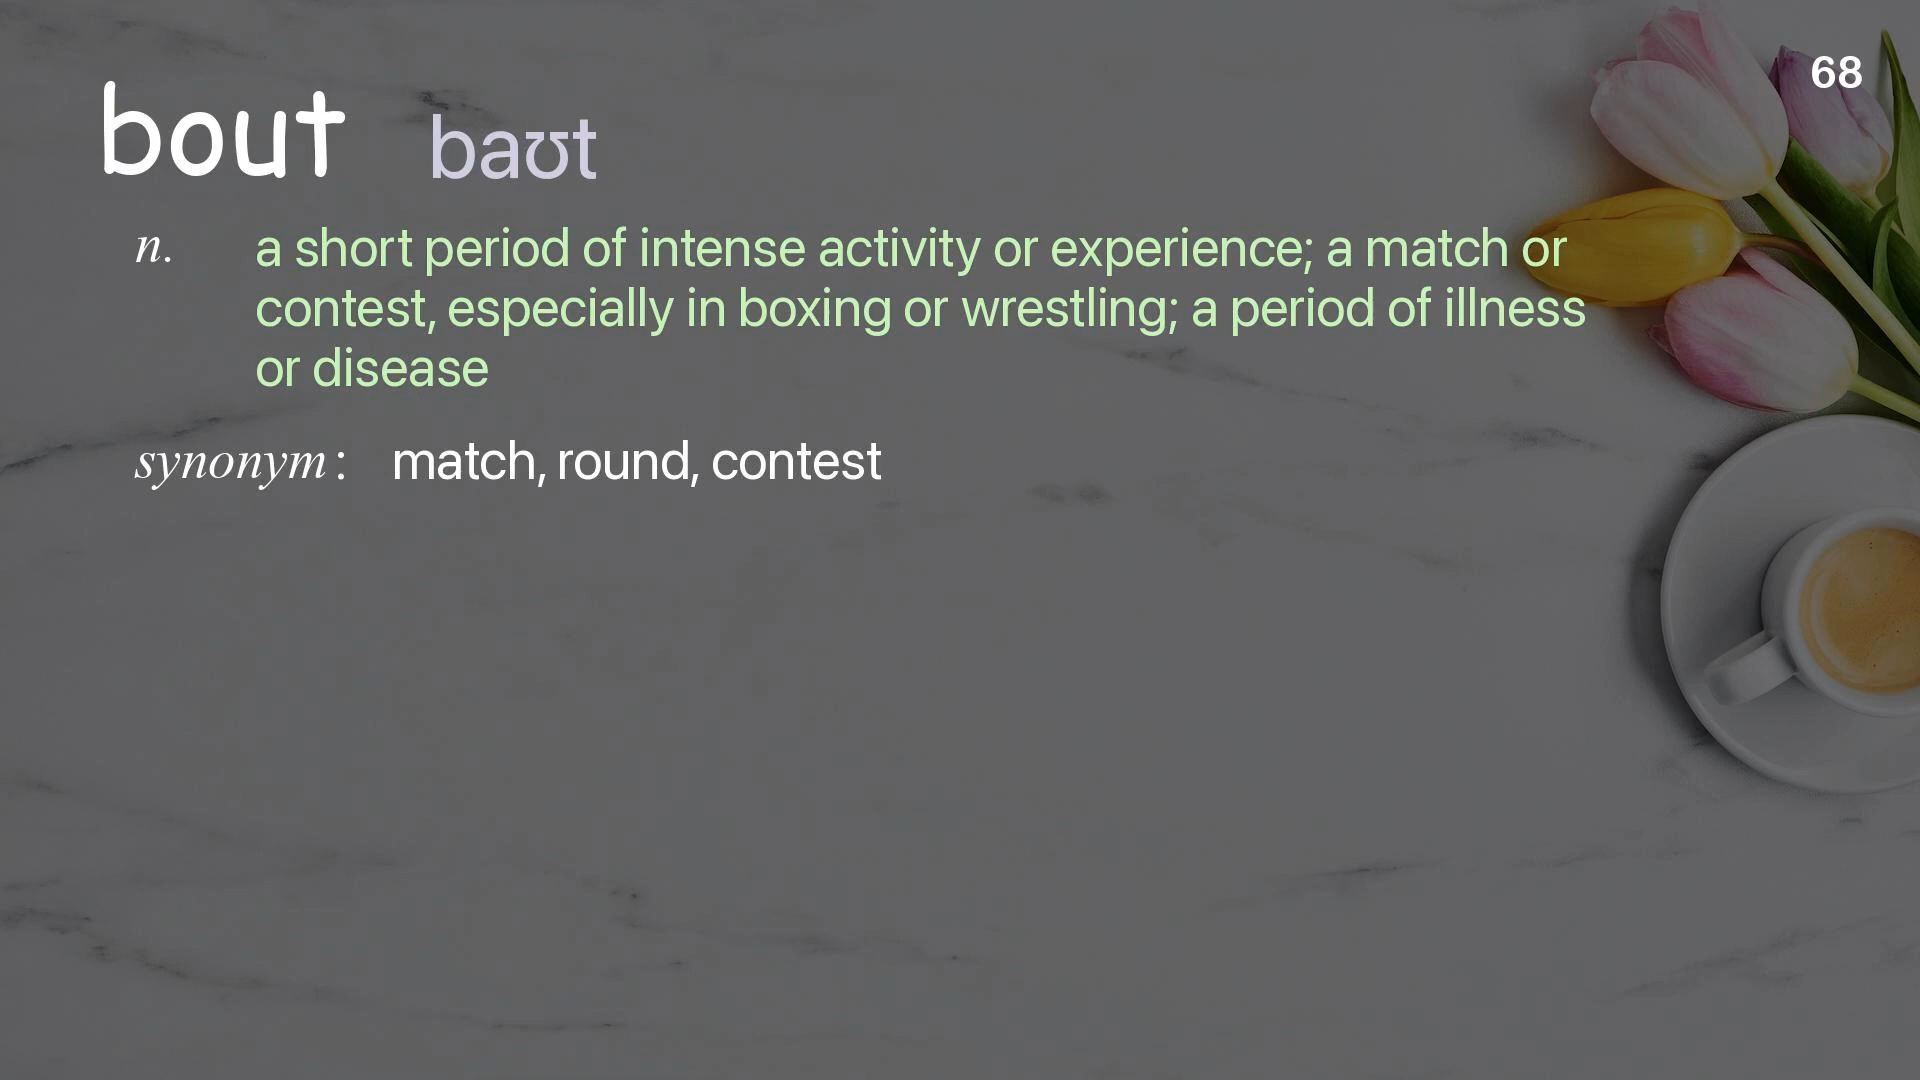 68
bout baʊt
n. a short period of intense activity or experience; a match or
contest, especially in boxing or wrestling; a period of illness
or disease
synonym: match, round, contest